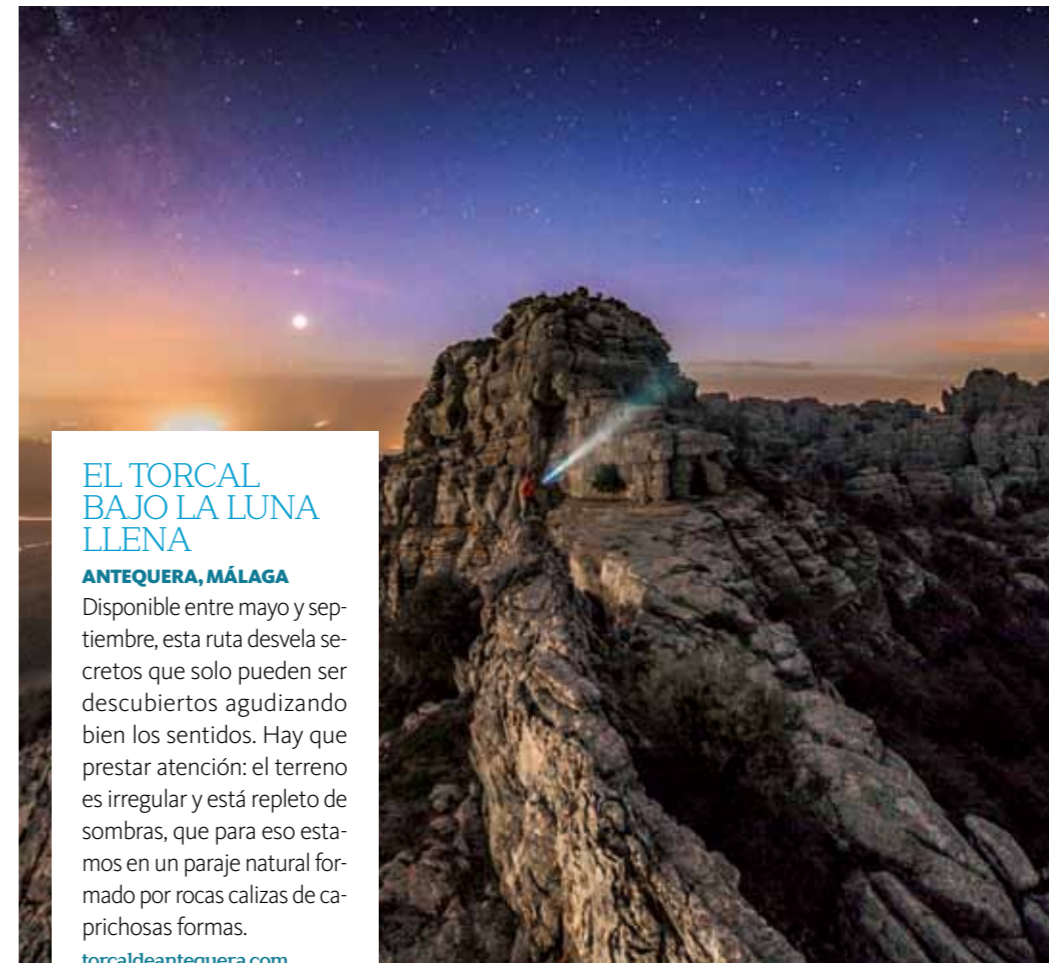 EL TORCAL
BAJO LA LUNA
LLENA
ANTEQUERA, MÁLAGA
Disponible entre mayo y sep-
tiembre, esta ruta desvela se-
cretos que solo pueden ser
descubiertos agudizando
bien los sentidos. Hay que
prestar atención: el terreno
es irregular y está repleto de
sombras, que para eso esta-
mos en un paraje natural for-
mado por rocas calizas de ca-
prichosas formas.
torcaldeantequera.com